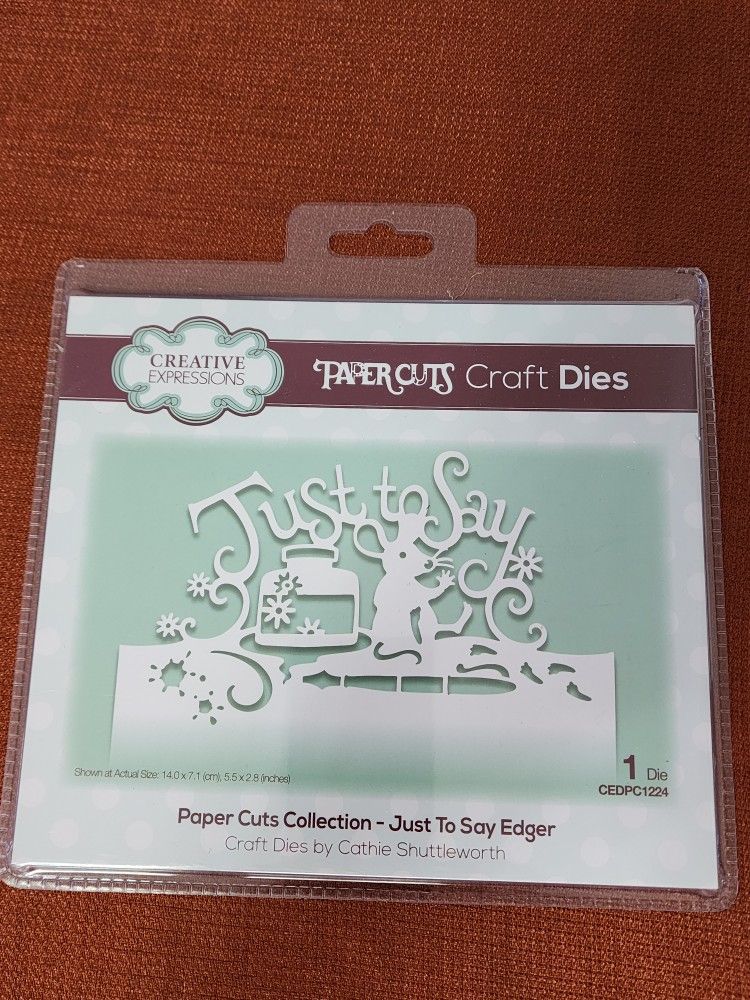 CREATIVE
EXPRESSIONS
PAPER CUTS Craft Dies
Just to Say
Shown at Actual Size: 14.0 x 7.1 (cm), 5.5 x 2.8 (inches)
1 Die
CEDPC1224
Paper Cuts Collection - Just To Say Edger
Craft Dies by Cathie Shuttleworth